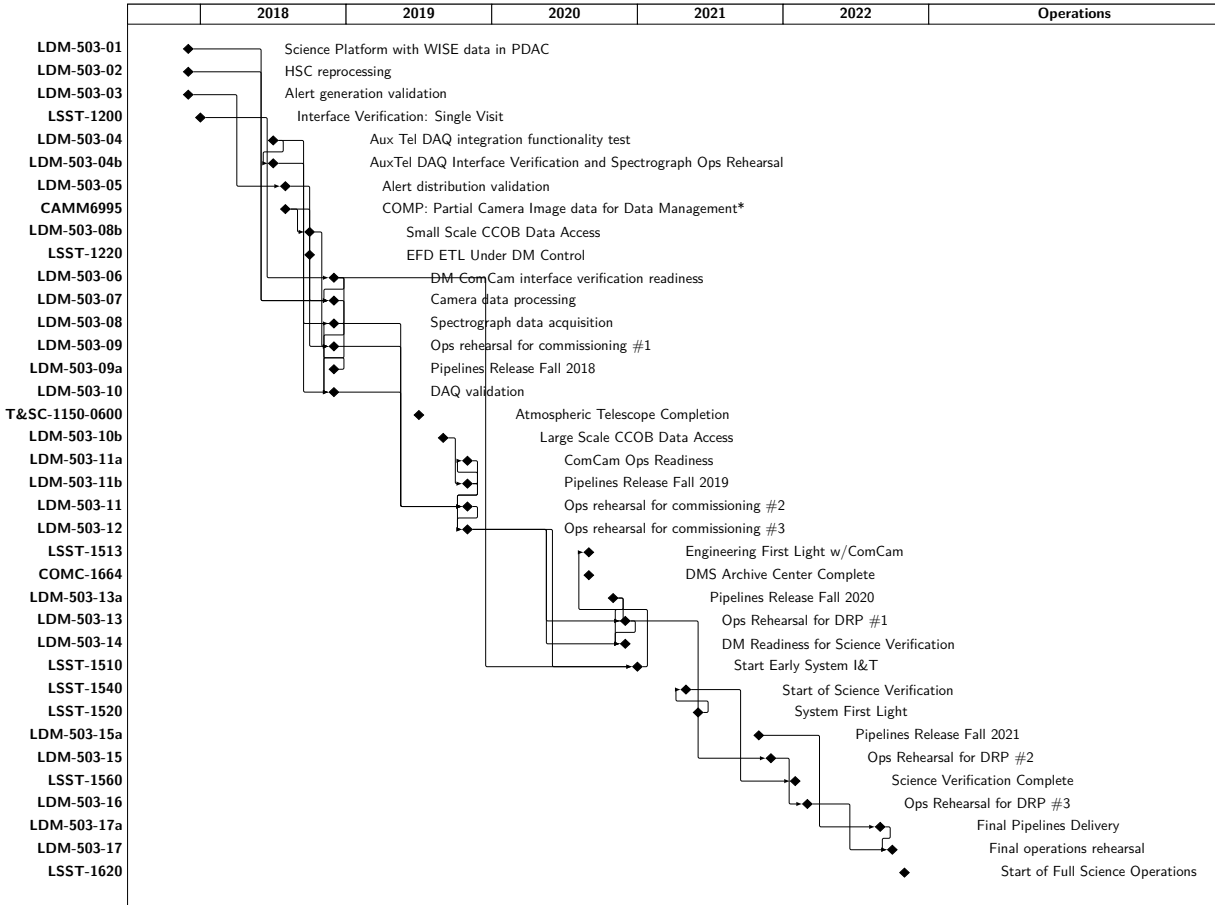 2018 2019 2020 2021 2022 Operations
LDM-503-01 Science Platform with WISE data in PDAC
LDM-503-02 HSC reprocessing
LDM-503-03 Alert generation validation
LSST-1200 Interface Verification: Single Visit
LDM-503-04 Aux Tel DAQ integration functionality test
LDM-503-04b AuxTel DAQ Interface Verification and Spectrograph Ops Rehearsal
LDM-503-05 Alert distribution validation
CAMM6995 COMP: Partial Camera Image data for Data Management*
LDM-503-08b Small Scale CCOB Data Access
LSST-1220 EFD ETL Under DM Control
LDM-503-06 DM ComCam interface verification readiness
LDM-503-07 Camera data processing
LDM-503-08 Spectrograph data acquisition
LDM-503-09 Ops rehearsal for commissioning #1
LDM-503-09a Pipelines Release Fall 2018
LDM-503-10 DAQ validation
T&SC-1150-0600 Atmospheric Telescope Completion
LDM-503-10b Large Scale CCOB Data Access
LDM-503-11a ComCam Ops Readiness
LDM-503-11b Pipelines Release Fall 2019
LDM-503-11 Ops rehearsal for commissioning #2
LDM-503-12 Ops rehearsal for commissioning #3
LSST-1513 Engineering First Light w/ComCam
COMC-1664 DMS Archive Center Complete
LDM-503-13a Pipelines Release Fall 2020
LDM-503-13 Ops Rehearsal for DRP #1
LDM-503-14 DM Readiness for Science Verification
LSST-1510 Start Early System I&T
LSST-1540 Start of Science Verification
LSST-1520 System First Light
LDM-503-15a Pipelines Release Fall 2021
LDM-503-15 Ops Rehearsal for DRP #2
LSST-1560 Science Verification Complete
LDM-503-16 Ops Rehearsal for DRP #3
LDM-503-17a Final Pipelines Delivery
LDM-503-17 Final operations rehearsal
LSST-1620 Start of Full Science Operations